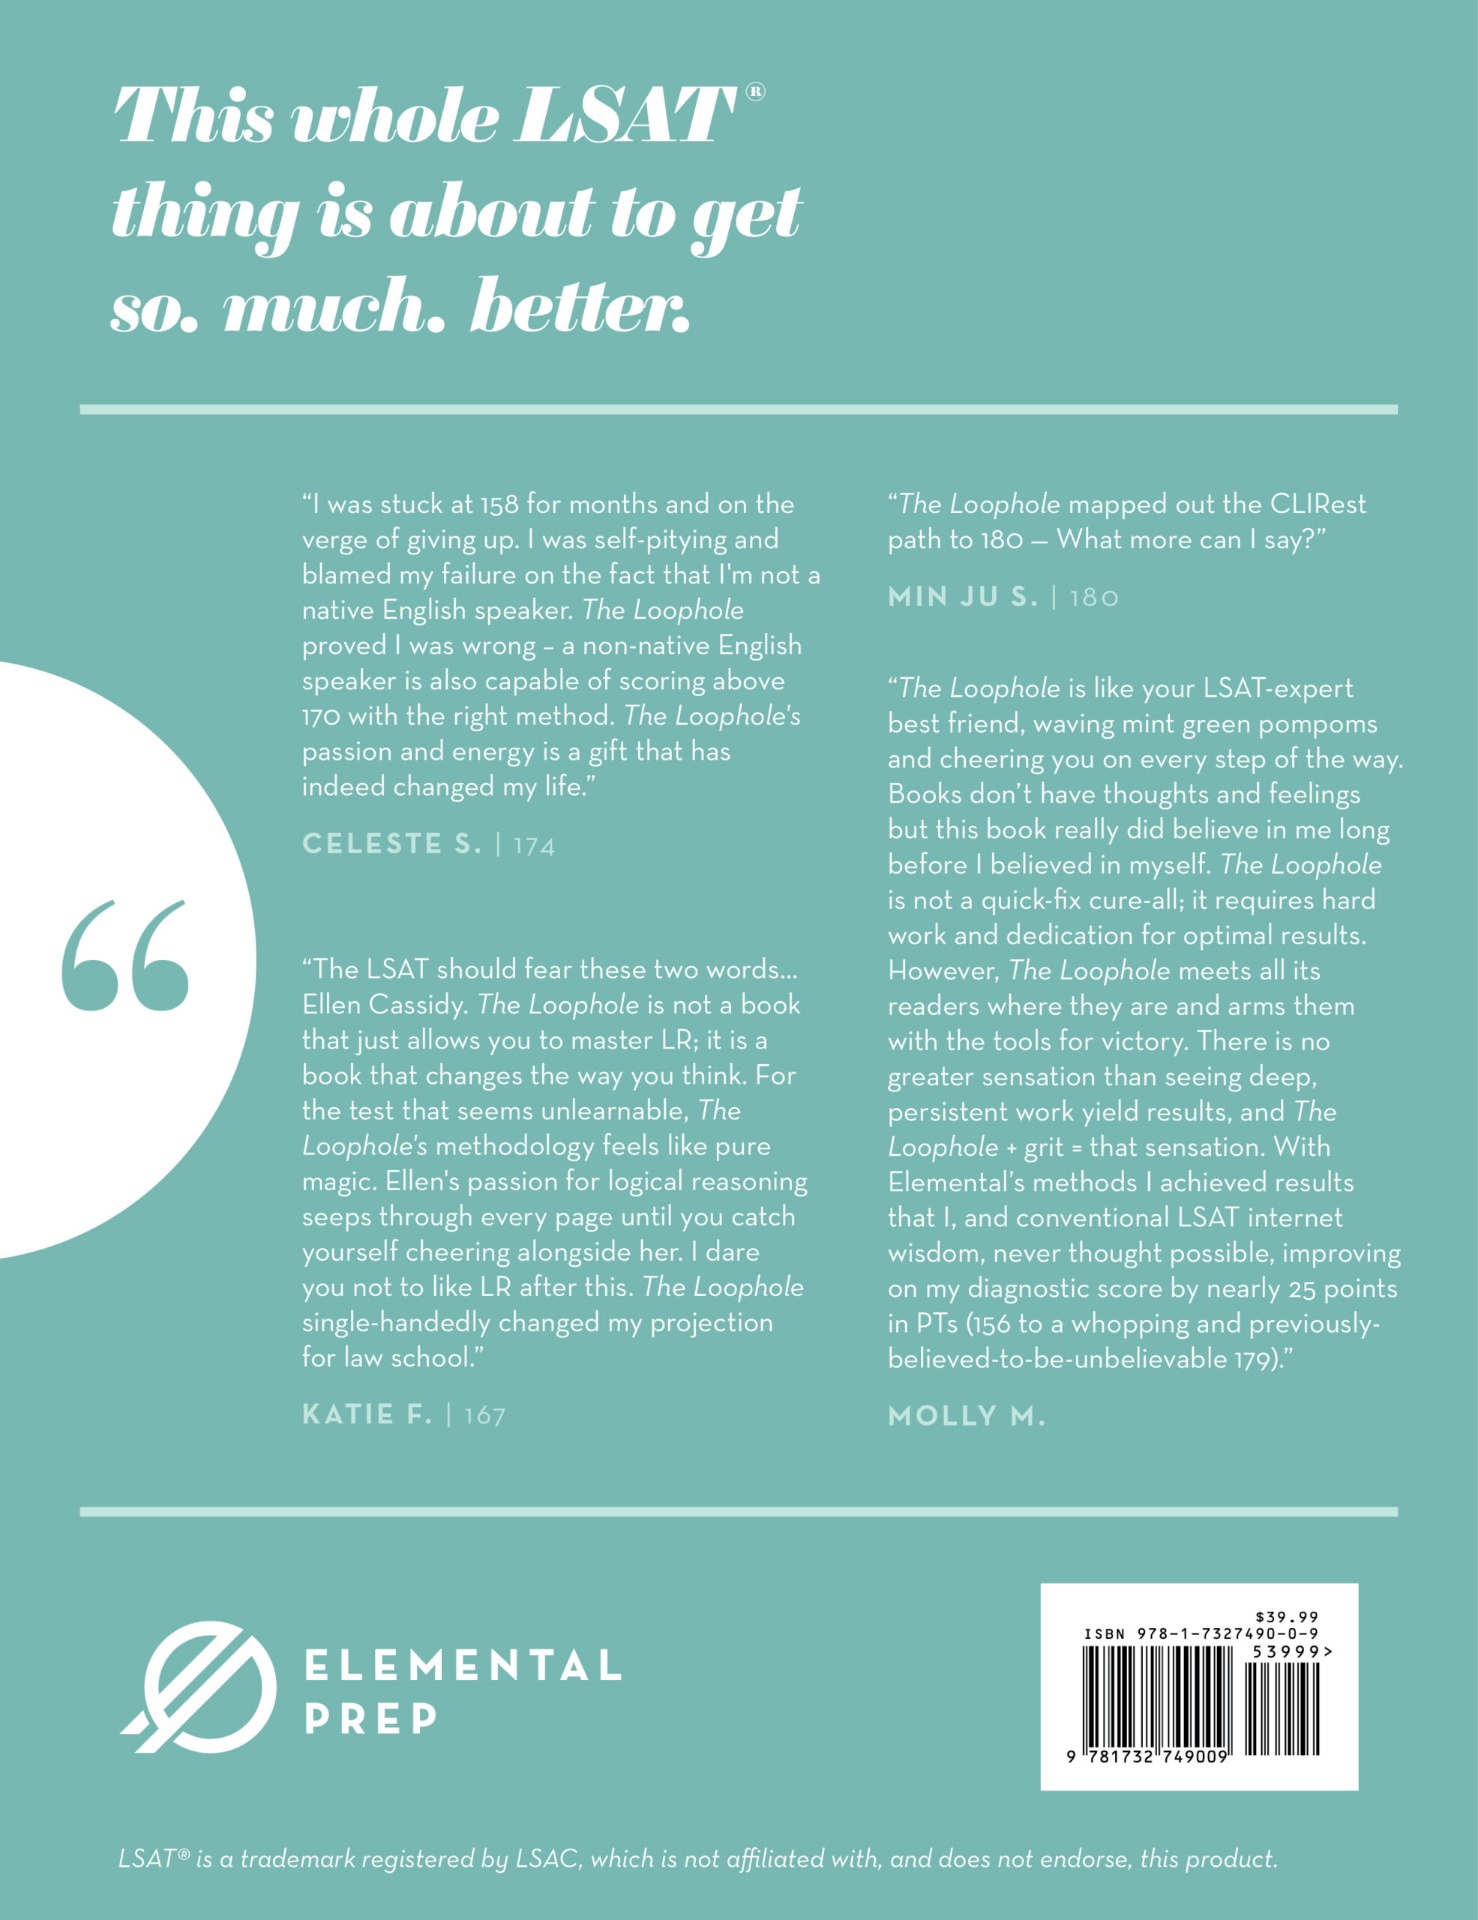 This whole LSAT®
thing is about to get
so. much. better.
“I was stuck at 158 for months and on the
verge of giving up. I was self-pitying and
blamed my failure on the fact that I'm not a
native English speaker. The Loophole
proved I was wrong – a non-native English
speaker is also capable of scoring above
170 with the right method. The Loophole's
passion and energy is a gift that has
indeed changed my life.”
CELESTE S. | 174
“The LSAT should fear these two words...
Ellen Cassidy. The Loophole is not a book
that just allows you to master LR; it is a
book that changes the way you think. For
the test that seems unlearnable, The
Loophole's methodology feels like pure
magic. Ellen's passion for logical reasoning
seeps through every page until you catch
yourself cheering alongside her. I dare
you not to like LR after this. The Loophole
single-handedly changed my projection
for law school.”
KATIE F. | 167
“The Loophole mapped out the CLIRest
path to 180 — What more can I say?”
MIN JU S. | 180
“The Loophole is like your LSAT-expert
best friend, waving mint green pompoms
and cheering you on every step of the way.
Books don’t have thoughts and feelings
but this book really did believe in me long
before I believed in myself. The Loophole
is not a quick-fix cure-all; it requires hard
work and dedication for optimal results.
However, The Loophole meets all its
readers where they are and arms them
with the tools for victory. There is no
greater sensation than seeing deep,
persistent work yield results, and The
Loophole + grit = that sensation. With
Elemental’s methods I achieved results
that I, and conventional LSAT internet
wisdom, never thought possible, improving
on my diagnostic score by nearly 25 points
in PTs (156 to a whopping and previously-
believed-to-be-unbelievable 179).”
MOLLY M.
ELEMENTAL
PREP
$39.99
ISBN 978-1-7327490-0-9
53999>
9 781732 749009
LSAT® is a trademark registered by LSAC, which is not affiliated with, and does not endorse, this product.